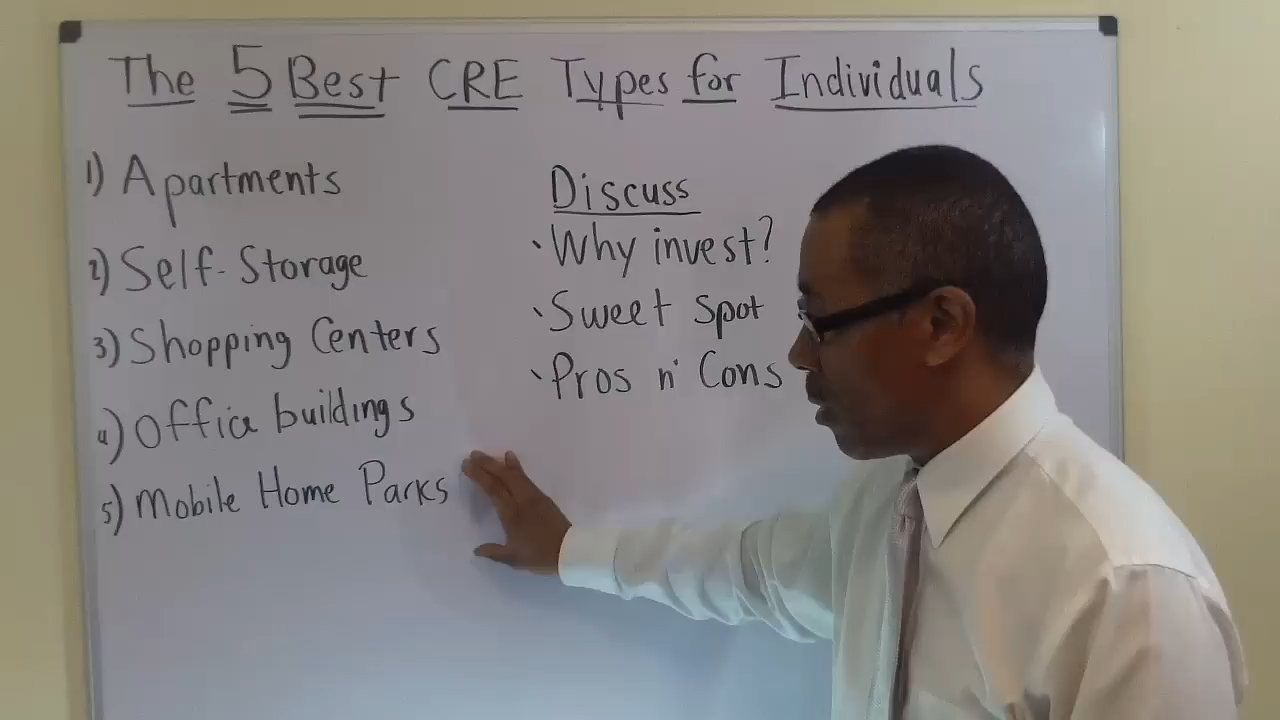 The 5 Best CRE Types for Individuals
1) Apartments
2) Self-Storage
3) Shopping Centers
4) Office buildings
5) Mobile Home Parks
Discuss
• Why invest?
• Sweet Spot
• Pros n' Cons